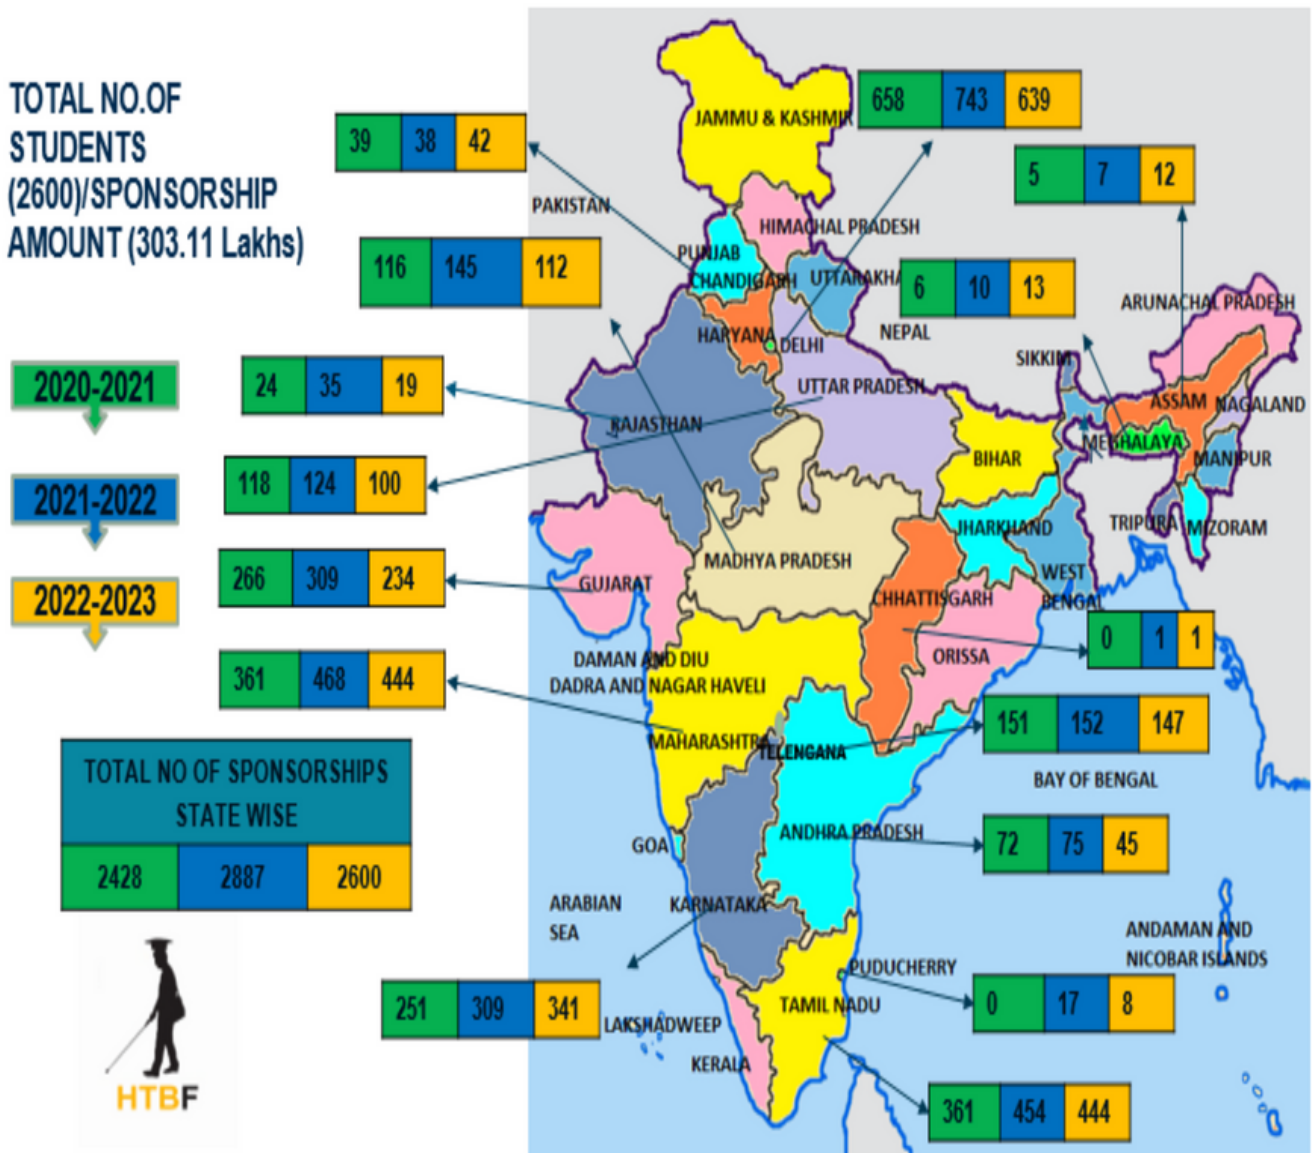 TOTAL NO.OF
STUDENTS
(2600)/SPONSORSHIP
AMOUNT (303.11 Lakhs)
2020-2021
2021-2022
2022-2023
39 38 42
116 145 112
24 35 19
118 124 100
266 309 234
361 468 444
TOTAL NO OF SPONSORSHIPS
STATE WISE
2428 2887 2600
HTBF
251 309 341
658 743 639
5 7 12
6 10 13
0 1 1
151 152 147
72 75 45
0 17 8
361 454 444
JAMMU & KASHMIR
PAKISTAN
HIMACHAL PRADESH
PUNJAB
CHANDIGARH
UTTARAKHA
HARYANA
DELHI
NEPAL
ARUNACHAL PRADESH
SIKKIM
UTTAR PRADESH
RAJASTHAN
ASSAM
NAGALAND
MEGHALAYA
MANIPUR
BIHAR
TRIPURA
MIZORAM
JHARKHAND
MADHYA PRADESH
WEST
BENGAL
GUJARAT
CHHATTISGARH
ORISSA
DAMAN AND DIU
DADRA AND NAGAR HAVELI
MAHARASHTRA
TELENGANA
BAY OF BENGAL
GOA
ANDHRA PRADESH
ARABIAN
SEA
KARNATAKA
ANDAMAN AND
NICOBAR ISLANDS
PUDUCHERRY
TAMIL NADU
LAKSHADWEEP
KERALA